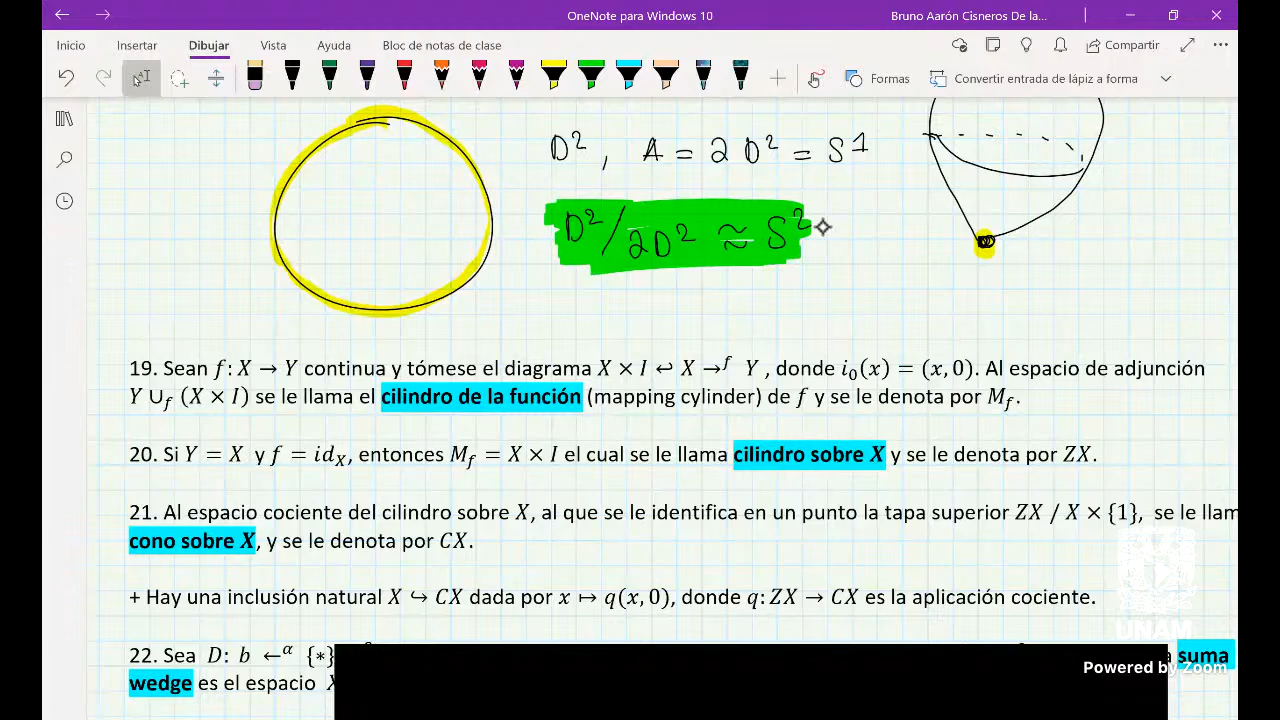 OneNote para Windows 10
Bruno Aarón Cisneros De la...
Inicio Insertar Dibujar Vista Ayuda Bloc de notas de clase
Compartir
Formas Convertir entrada de lápiz a forma
D², A = ∂D² = S¹
D²/∂D² ≈ S²
19. Sean f: X → Y continua y tómese el diagrama X × I ↩ X →ᶠ Y , donde i₀(x) = (x, 0). Al espacio de adjunción
Y ∪_f (X × I) se le llama el cilindro de la función (mapping cylinder) de f y se le denota por M_f.
20. Si Y = X y f = id_X, entonces M_f = X × I el cual se le llama cilindro sobre X y se le denota por ZX.
21. Al espacio cociente del cilindro sobre X, al que se le identifica en un punto la tapa superior ZX / X × {1}, se le llam
cono sobre X, y se le denota por CX.
+ Hay una inclusión natural X ↪ CX dada por x ↦ q(x, 0), donde q: ZX → CX es la aplicación cociente.
22. Sea D: b ←^α {∗} suma
wedge es el espacio X
UNAM
Powered by Zoom